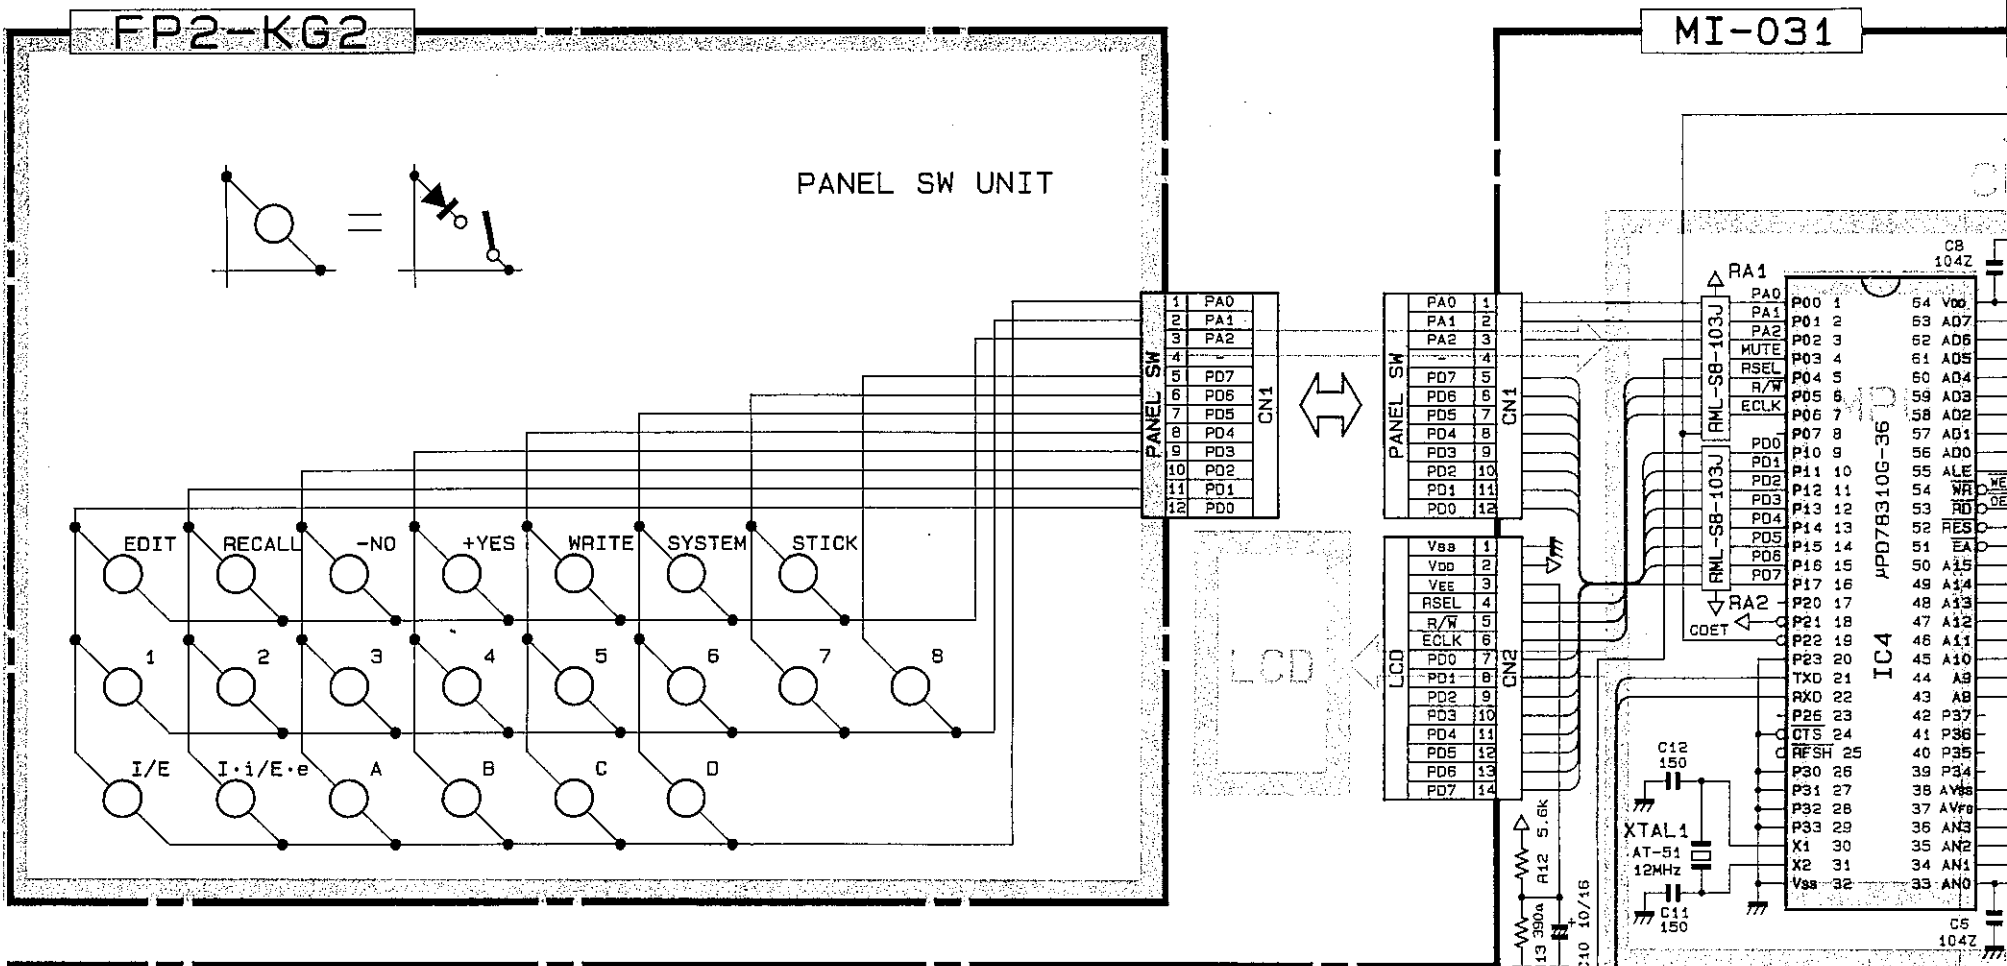 FP2-KG2
MI-031
PANEL SW UNIT
=
EDIT RECALL -NO +YES WRITE SYSTEM STICK
1 2 3 4 5 6 7 8
I/E I·i/E·e A B C D
PANEL SW
1 PA0
2 PA1
3 PA2
4 -
5 PD7
6 PD6
7 PD5
8 PD4
9 PD3
10 PD2
11 PD1
12 PD0
CN1
PANEL SW
PA0 1
PA1 2
PA2 3
- 4
PD7 5
PD6 6
PD5 7
PD4 8
PD3 9
PD2 10
PD1 11
PD0 12
CN1
LCD
LCD
Vss 1
VDD 2
VEE 3
RSEL 4
R/W̅ 5
ECLK 6
PD0 7
PD1 8
PD2 9
PD3 10
PD4 11
PD5 12
PD6 13
PD7 14
CN2
RA1
RML-S8-103J
PA0
PA1
PA2
MUTE
RSEL
R/W̅
ECLK
RML-S8-103J
PD0
PD1
PD2
PD3
PD4
PD5
PD6
PD7
RA2
COET
C8
104Z
P00 1 64 VDD
P01 2 63 AD7
P02 3 62 AD6
P03 4 61 AD5
P04 5 60 AD4
P05 6 59 AD3
P06 7 58 AD2
P07 8 57 AD1
P10 9 56 AD0
P11 10 55 ALE
P12 11 54 W̅R̅ W̅E̅
P13 12 53 R̅D̅ O̅E̅
P14 13 52 R̅E̅S̅
P15 14 51 E̅A̅
P16 15 50 A15
P17 16 49 A14
P20 17 48 A13
P21 18 47 A12
P22 19 46 A11
P23 20 45 A10
TXD 21 44 A9
RXD 22 43 A8
P26 23 42 P37
C̅T̅S̅ 24 41 P36
R̅F̅S̅H̅ 25 40 P35
P30 26 39 P34
P31 27 38 AVss
P32 28 37
P33 29 36 AN3
X1 30 35 AN2
X2 31 34 AN1
Vss 32 33 AN0
µPD78310G-36
IC4
C12
150
XTAL1
AT-51
12MHz
C11
150
R12 5.6K
13 390Ω
C10 10/16
+
C5
104Z